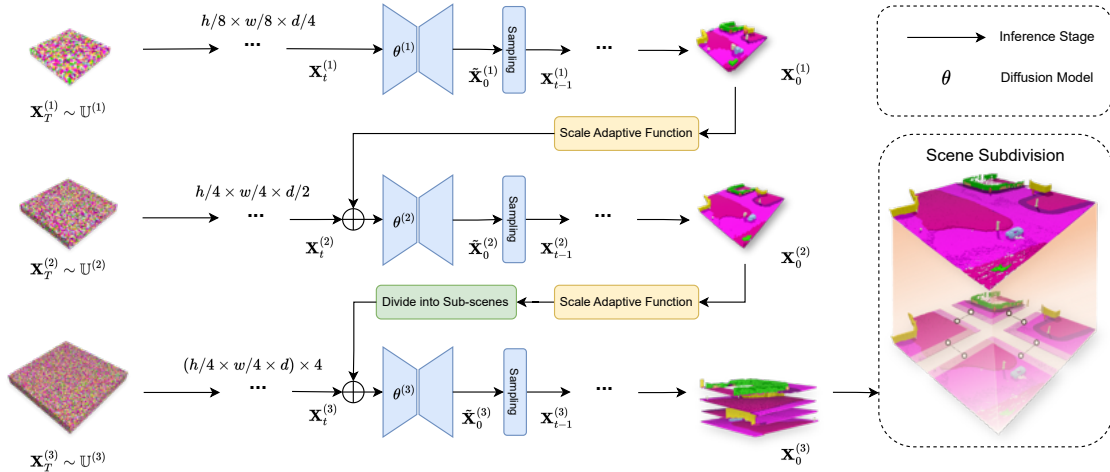 h/8 × w/8 × d/4
...
θ^(1)
Sampling
...
X_t^(1)
X̃_0^(1)
X_{t-1}^(1)
X_0^(1)
X_T^(1) ∼ 𝕌^(1)
Inference Stage
θ
Diffusion Model
Scale Adaptive Function
h/4 × w/4 × d/2
...
θ^(2)
Sampling
...
X_t^(2)
X̃_0^(2)
X_{t-1}^(2)
X_0^(2)
X_T^(2) ∼ 𝕌^(2)
Divide into Sub-scenes
Scale Adaptive Function
(h/4 × w/4 × d) × 4
...
θ^(3)
Sampling
...
X_t^(3)
X̃_0^(3)
X_{t-1}^(3)
X_0^(3)
X_T^(3) ∼ 𝕌^(3)
Scene Subdivision